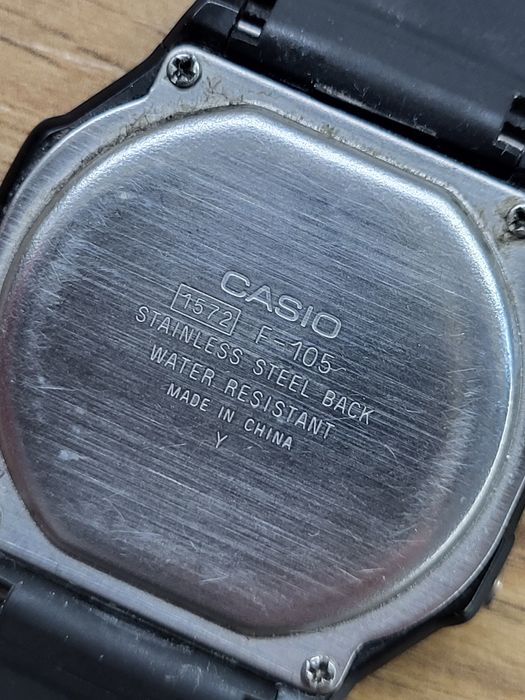 CASIO
1572 F-105
STAINLESS STEEL BACK
WATER RESISTANT
MADE IN CHINA
Y